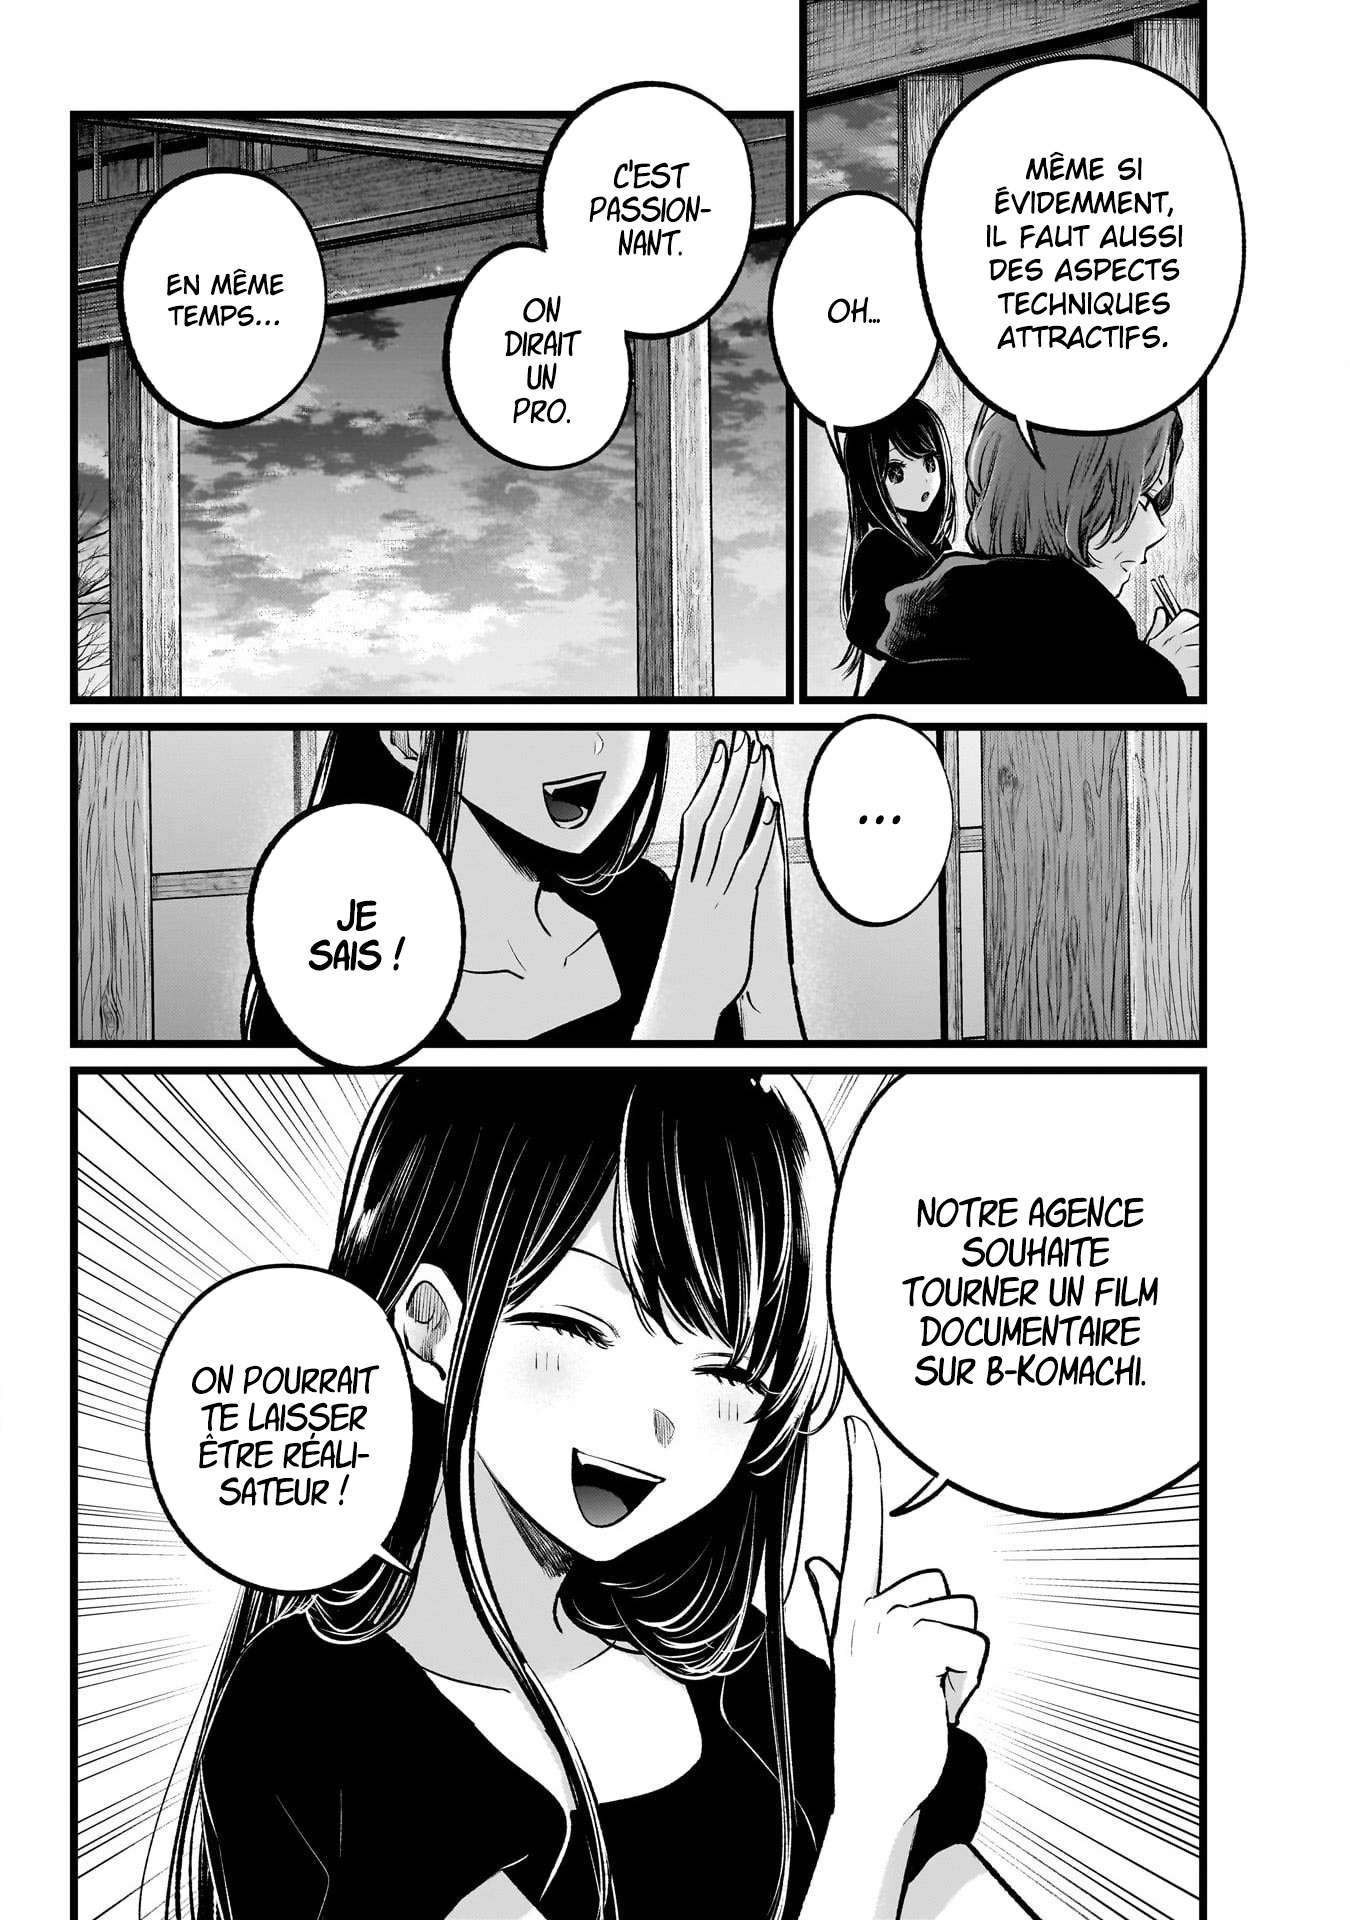 MÊME SI
ÉVIDEMMENT,
IL FAUT AUSSI
DES ASPECTS
TECHNIQUES
ATTRACTIFS.
OH...
C'EST
PASSION-
NANT.
ON
DIRAIT
UN
PRO.
EN MÊME
TEMPS...
...
JE
SAIS !
NOTRE AGENCE
SOUHAITE
TOURNER UN FILM
DOCUMENTAIRE
SUR B-KOMACHI.
ON POURRAIT
TE LAISSER
ÊTRE RÉALI-
SATEUR !